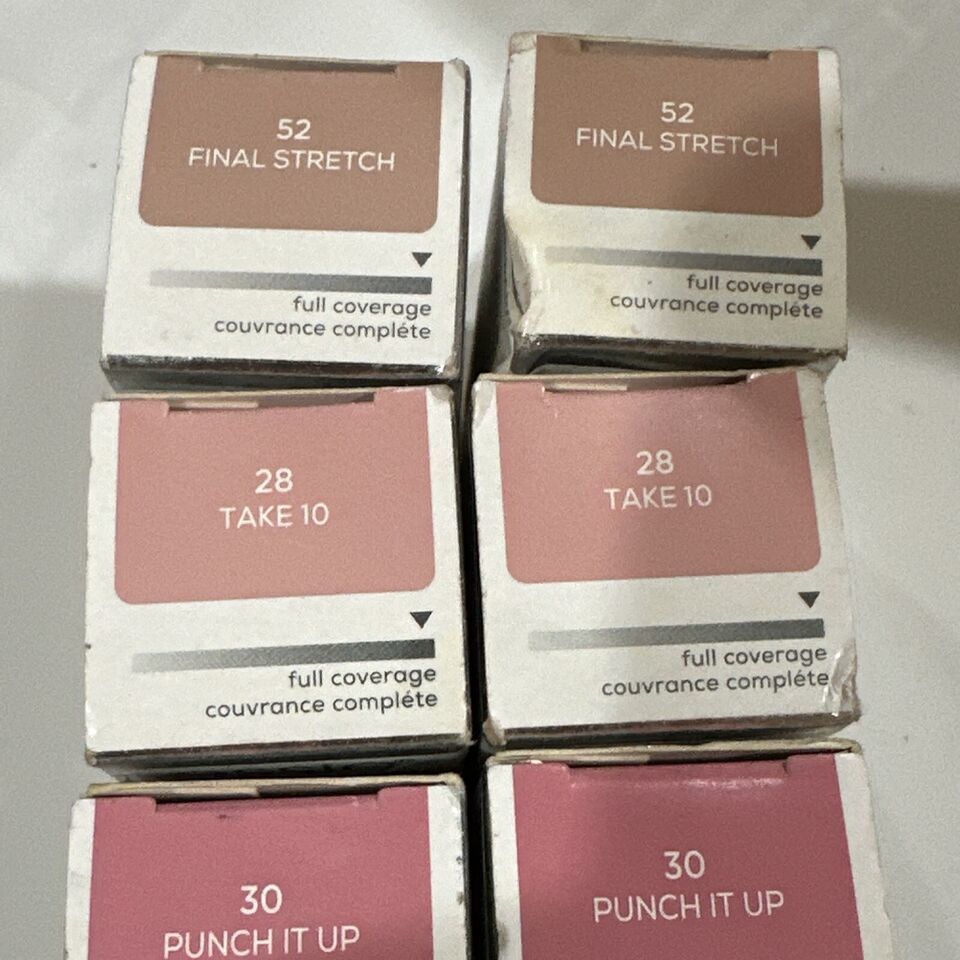 52
FINAL STRETCH
full coverage
couvrance compléte
52
FINAL STRETCH
full coverage
couvrance compléte
28
TAKE 10
full coverage
couvrance compléte
28
TAKE 10
full coverage
couvrance compléte
30
PUNCH IT UP
30
PUNCH IT UP